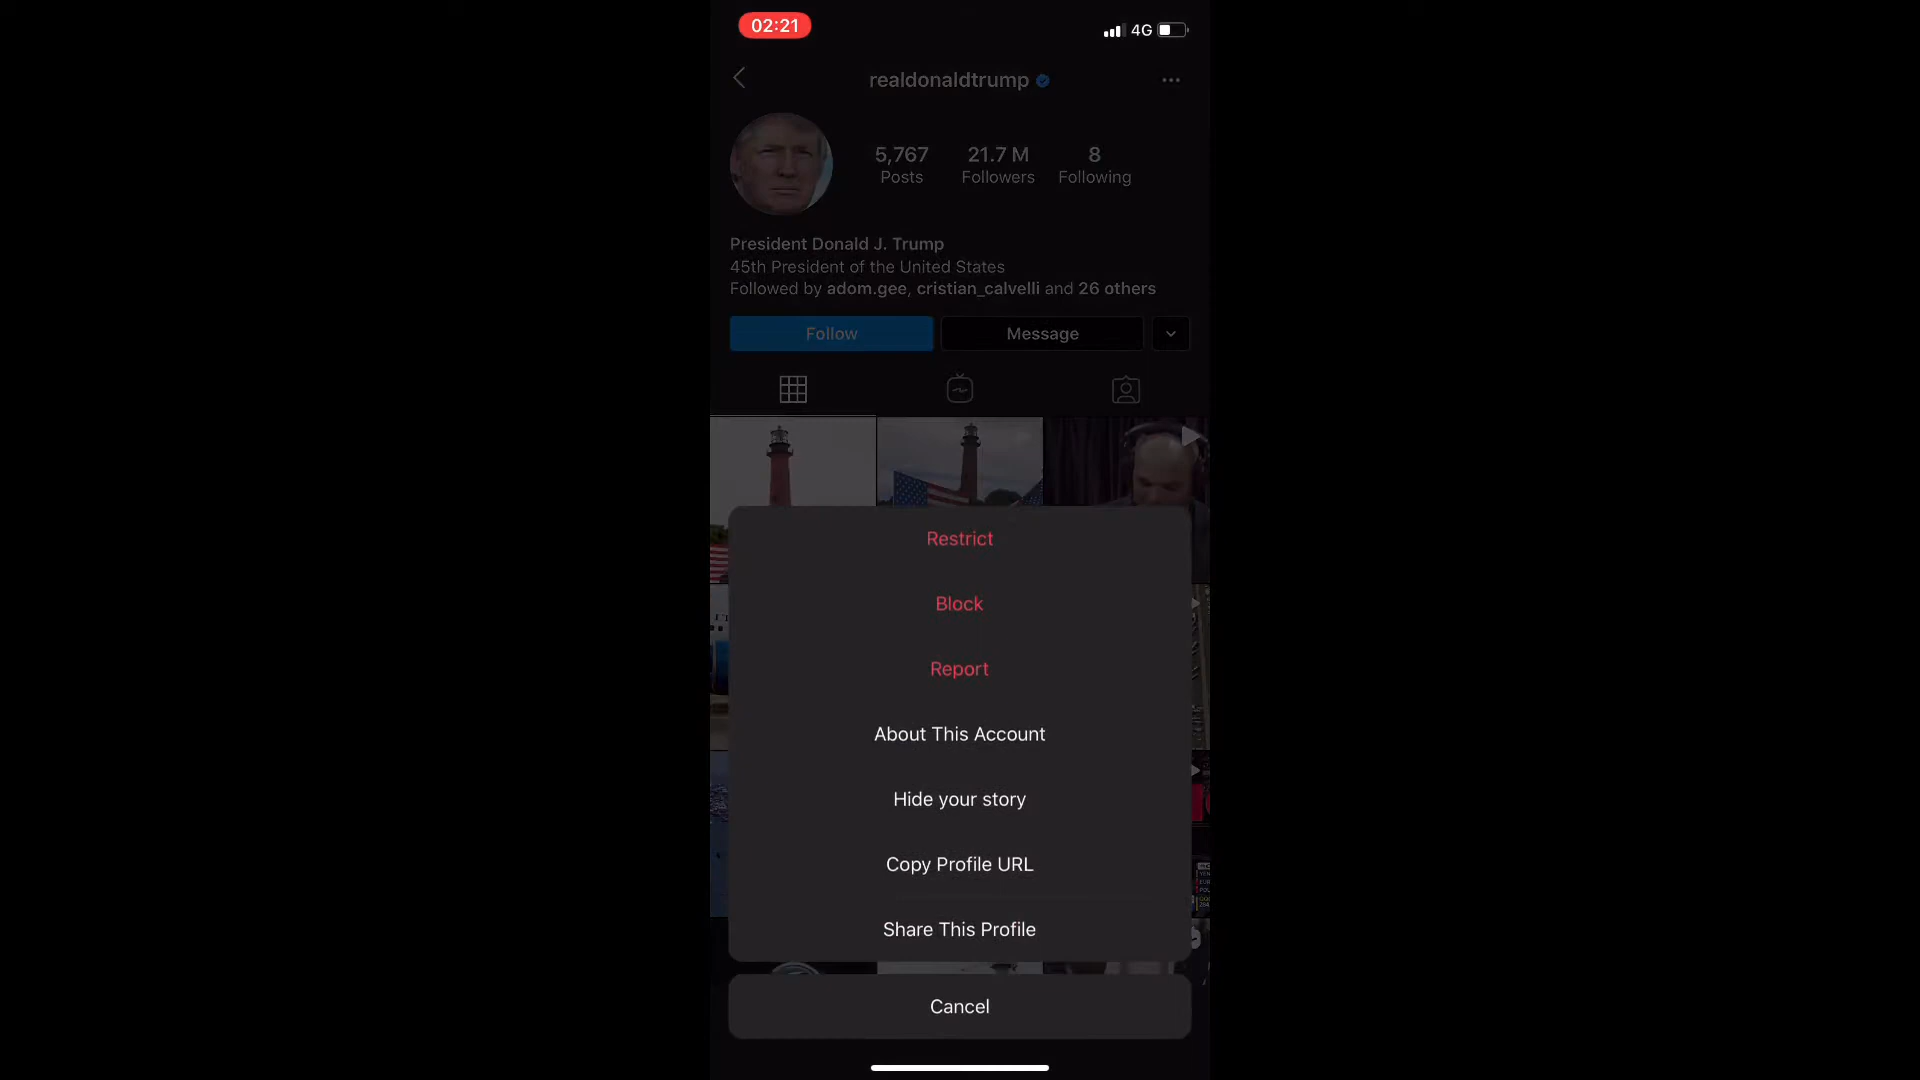 02:21
4G
realdonaldtrump
5,767
21.7 M
8
Posts
Followers
Following
President Donald J. Trump
45th President of the United States
Followed by adom.gee, cristian_calvelli and 26 others
Follow
Message
Restrict
Block
Report
About This Account
Hide your story
Copy Profile URL
Share This Profile
Cancel